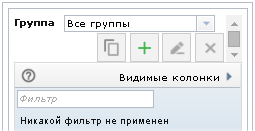 Группа Все группы
Видимые колонки
Фильтр
Никакой фильтр не применен